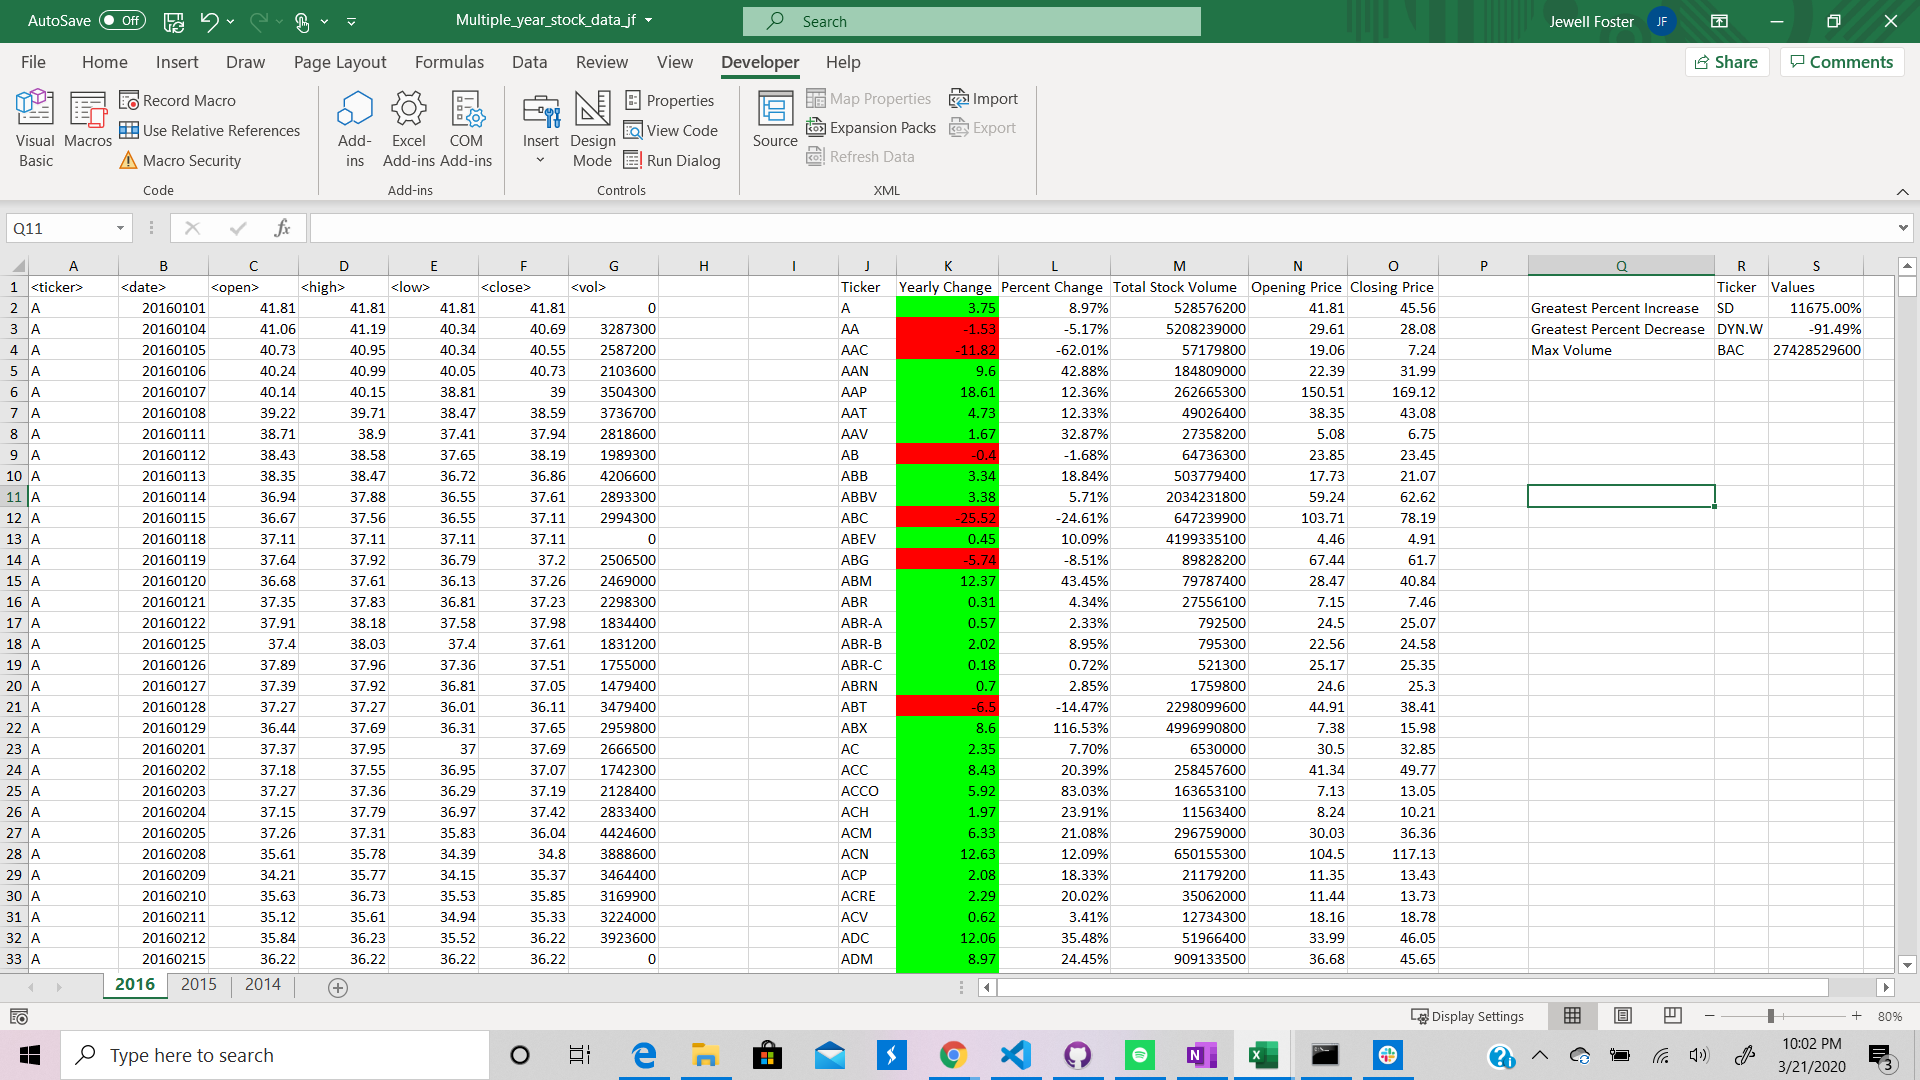 AutoSave Off Multiple_year_stock_data_jf Search Jewell Foster JF
File Home Insert Draw Page Layout Formulas Data Review View Developer Help Share Comments
Visual Basic
Macros
Record Macro
Use Relative References
Macro Security
Code
Add-ins
Excel Add-ins
COM Add-ins
Add-ins
Insert
Design Mode
Properties
View Code
Run Dialog
Controls
Source
Map Properties
Expansion Packs
Refresh Data
Import
Export
XML
Q11 fx
A B C D E F G H I J K L M N O P Q R S
1 <ticker> <date> <open> <high> <low> <close> <vol> Ticker Yearly Change Percent Change Total Stock Volume Opening Price Closing Price Ticker Values
2 A 20160101 41.81 41.81 41.81 41.81 0 A 3.75 8.97% 528576200 41.81 45.56 Greatest Percent Increase SD 11675.00%
3 A 20160104 41.06 41.19 40.34 40.69 3287300 AA -1.53 -5.17% 5208239000 29.61 28.08 Greatest Percent Decrease DYN.W -91.49%
4 A 20160105 40.73 40.95 40.34 40.55 2587200 AAC -11.82 -62.01% 57179800 19.06 7.24 Max Volume BAC 27428529600
5 A 20160106 40.24 40.99 40.05 40.73 2103600 AAN 9.6 42.88% 184809000 22.39 31.99
6 A 20160107 40.14 40.15 38.81 39 3504300 AAP 18.61 12.36% 262665300 150.51 169.12
7 A 20160108 39.22 39.71 38.47 38.59 3736700 AAT 4.73 12.33% 49026400 38.35 43.08
8 A 20160111 38.71 38.9 37.41 37.94 2818600 AAV 1.67 32.87% 27358200 5.08 6.75
9 A 20160112 38.43 38.58 37.65 38.19 1989300 AB -0.4 -1.68% 64736300 23.85 23.45
10 A 20160113 38.35 38.47 36.72 36.86 4206600 ABB 3.34 18.84% 503779400 17.73 21.07
11 A 20160114 36.94 37.88 36.55 37.61 2893300 ABBV 3.38 5.71% 2034231800 59.24 62.62
12 A 20160115 36.67 37.56 36.55 37.11 2994300 ABC -25.52 -24.61% 647239900 103.71 78.19
13 A 20160118 37.11 37.11 37.11 37.11 0 ABEV 0.45 10.09% 4199335100 4.46 4.91
14 A 20160119 37.64 37.92 36.79 37.2 2506500 ABG -5.74 -8.51% 89828200 67.44 61.7
15 A 20160120 36.68 37.61 36.13 37.26 2469000 ABM 12.37 43.45% 79787400 28.47 40.84
16 A 20160121 37.35 37.83 36.81 37.23 2298300 ABR 0.31 4.34% 27556100 7.15 7.46
17 A 20160122 37.91 38.18 37.58 37.98 1834400 ABR-A 0.57 2.33% 792500 24.5 25.07
18 A 20160125 37.4 38.03 37.4 37.61 1831200 ABR-B 2.02 8.95% 795300 22.56 24.58
19 A 20160126 37.89 37.96 37.36 37.51 1755000 ABR-C 0.18 0.72% 521300 25.17 25.35
20 A 20160127 37.39 37.92 36.81 37.05 1479400 ABRN 0.7 2.85% 1759800 24.6 25.3
21 A 20160128 37.27 37.27 36.01 36.11 3479400 ABT -6.5 -14.47% 2298099600 44.91 38.41
22 A 20160129 36.44 37.69 36.31 37.65 2959800 ABX 8.6 116.53% 4996990800 7.38 15.98
23 A 20160201 37.37 37.95 37 37.69 2666500 AC 2.35 7.70% 6530000 30.5 32.85
24 A 20160202 37.18 37.55 36.95 37.07 1742300 ACC 8.43 20.39% 258457600 41.34 49.77
25 A 20160203 37.27 37.36 36.29 37.19 2128400 ACCO 5.92 83.03% 163653100 7.13 13.05
26 A 20160204 37.15 37.79 36.97 37.42 2833400 ACH 1.97 23.91% 11563400 8.24 10.21
27 A 20160205 37.26 37.31 35.83 36.04 4424600 ACM 6.33 21.08% 296759000 30.03 36.36
28 A 20160208 35.61 35.78 34.39 34.8 3888600 ACN 12.63 12.09% 650155300 104.5 117.13
29 A 20160209 34.21 35.77 34.15 35.37 3464400 ACP 2.08 18.33% 21179200 11.35 13.43
30 A 20160210 35.63 36.73 35.53 35.85 3169900 ACRE 2.29 20.02% 35062000 11.44 13.73
31 A 20160211 35.12 35.61 34.94 35.33 3224000 ACV 0.62 3.41% 12734300 18.16 18.78
32 A 20160212 35.84 36.23 35.52 36.22 3923600 ADC 12.06 35.48% 51966400 33.99 46.05
33 A 20160215 36.22 36.22 36.22 36.22 0 ADM 8.97 24.45% 909133500 36.68 45.65
2016 2015 2014
Display Settings 80%
Type here to search
10:02 PM
3/21/2020
3